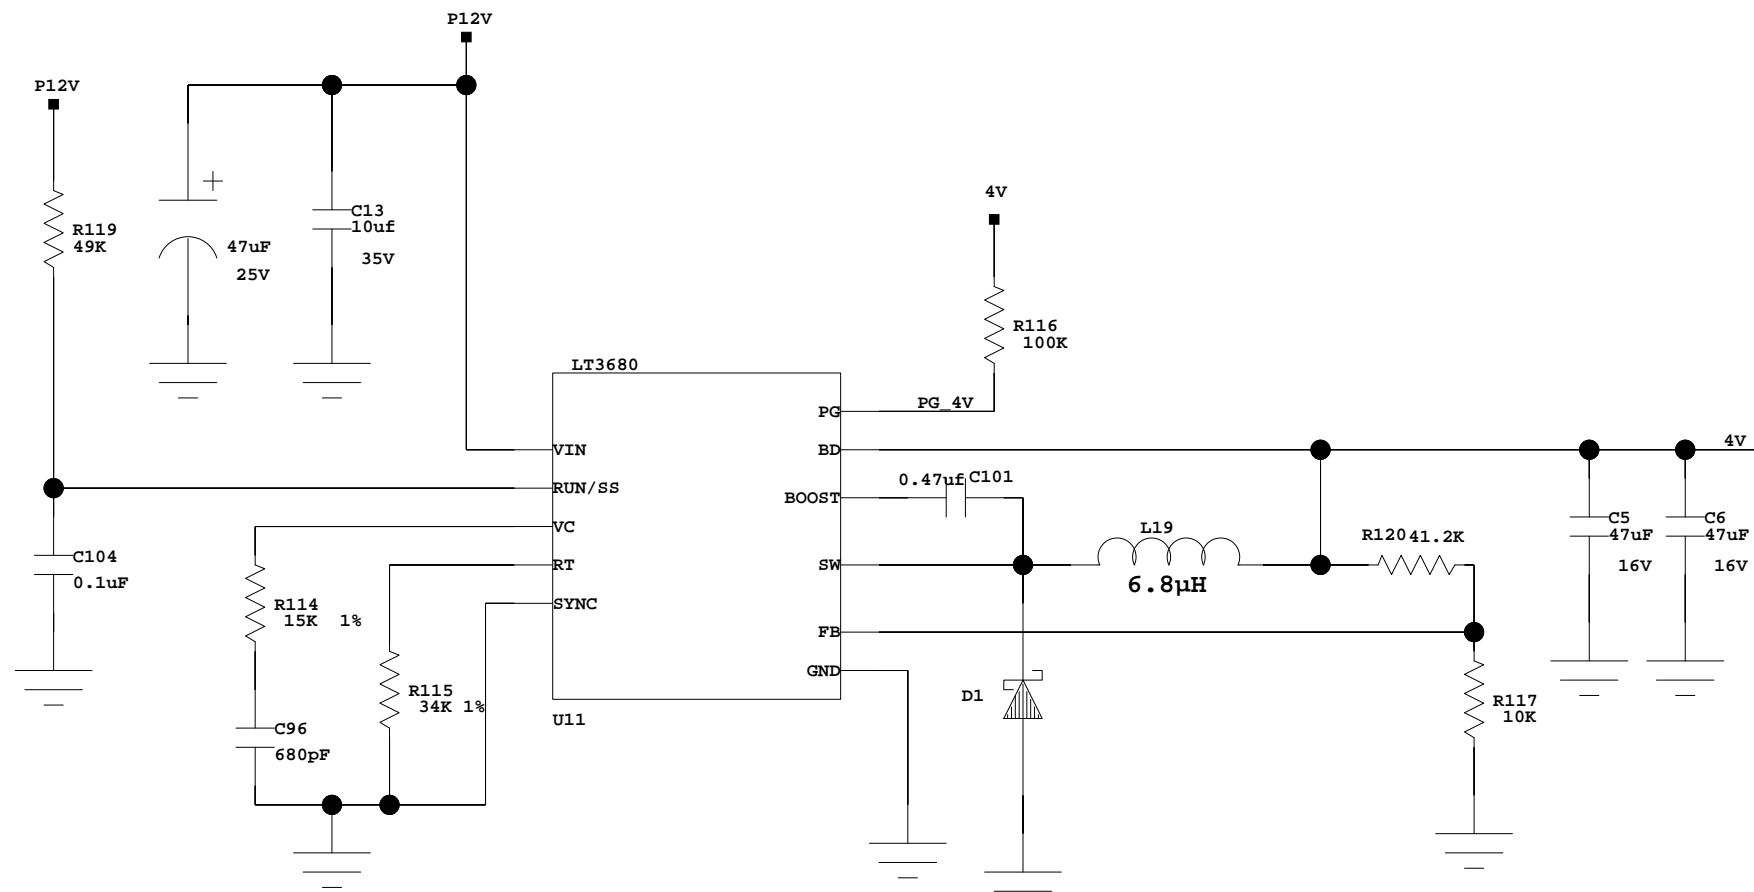 P12V
P12V
R119
49K
+
47uF
25V
C13
10uf
35V
4V
R116
100K
LT3680
PG
PG_4V
VIN
BD
4V
RUN/SS
BOOST
0.47uf
C101
VC
RT
SW
SYNC
FB
GND
U11
C104
0.1uF
R114
15K 1%
R115
34K 1%
C96
680pF
L19
6.8µH
R120
41.2K
C5
47uF
16V
C6
47uF
16V
D1
R117
10K